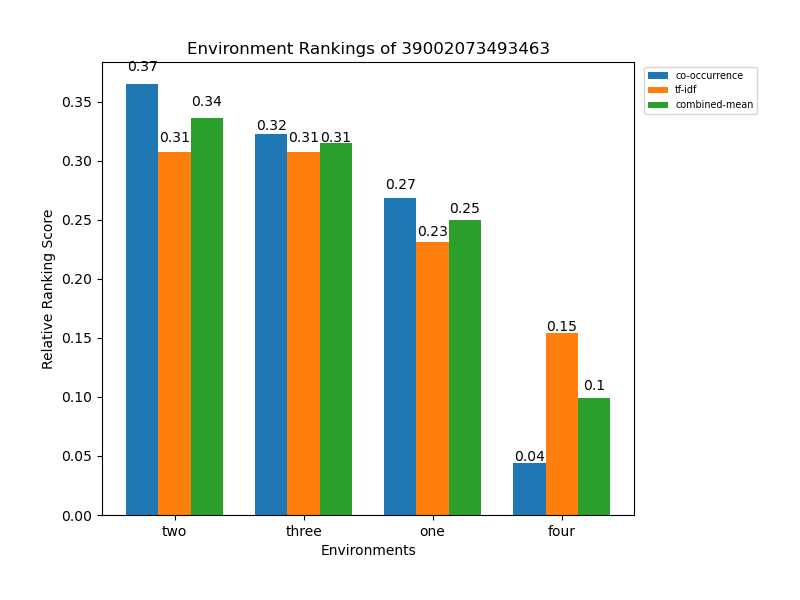 Environment Rankings of 39002073493463
co-occurrence
tf-idf
combined-mean
Relative Ranking Score
0.35
0.30
0.25
0.20
0.15
0.10
0.05
0.00
0.37
0.31
0.34
0.32
0.31
0.31
0.27
0.23
0.25
0.04
0.15
0.1
two three one four
Environments